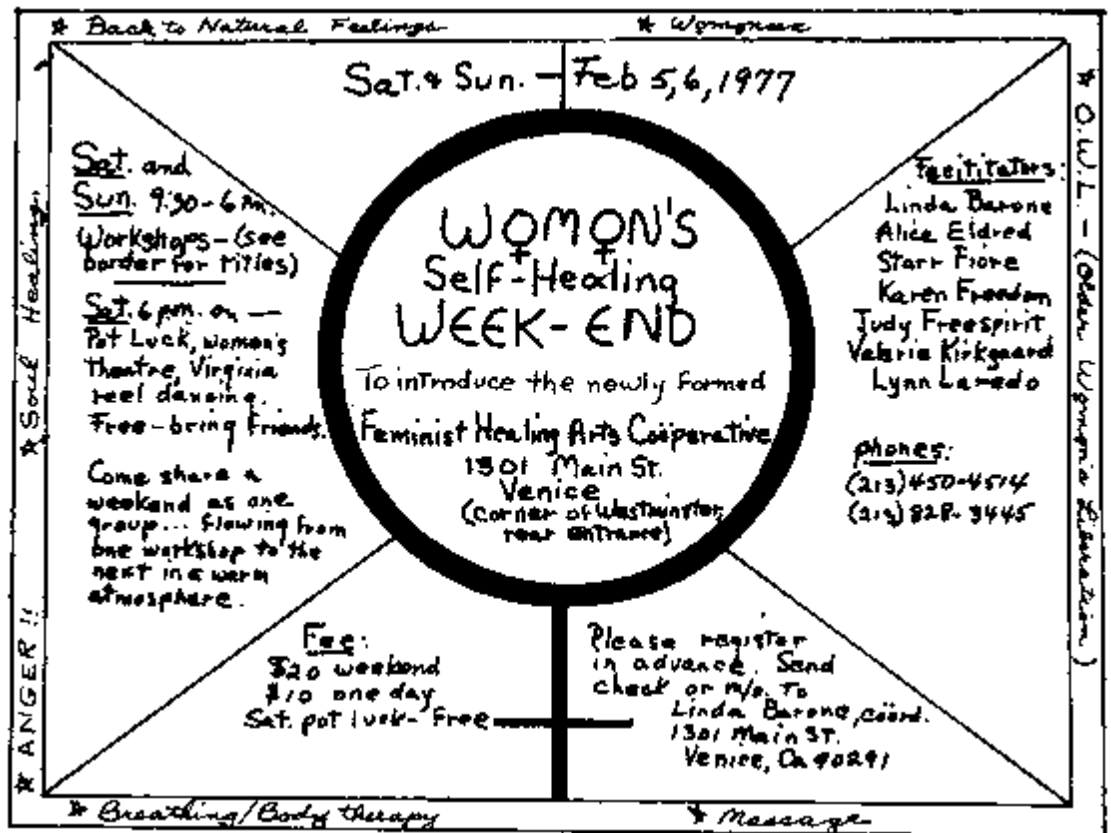 * Back to Natural Feelings
* Womonsex
Sat. & Sun. — Feb 5, 6, 1977
* Soul Healing
* ANGER !!
Sat. and
Sun. 9:30 - 6 pm.
Workshops - (see
border for titles)
Sat. 6 pm. on —
Pot Luck, womon's
Theatre, Virginia
reel dancing.
Free - bring friends.
Come share a
weekend as one
group... flowing from
one workshop to the
next in a warm
atmosphere.
WOMON'S
Self-Healing
WEEK-END
To introduce the newly formed
Feminist Healing Arts Cooperative
1301 Main St.
Venice
(corner of Westminster,
rear entrance)
Facilitators:
Linda Barone
Alice Eldred
Starr Fiore
Karen Freedom
Judy Freespirit
Valerie Kirkgaard
Lynn Laredo
phones:
(213) 450-4514
(213) 828-3445
* O.W.L. - (Older Womon's Liberation)
Fee:
$20 weekend
$10 one day
Sat. pot luck - Free
Please register
in advance. Send
check or m/o. To
Linda Barone, coord.
1301 Main St.
Venice, Ca 90291
* Breathing/Body therapy
* Message